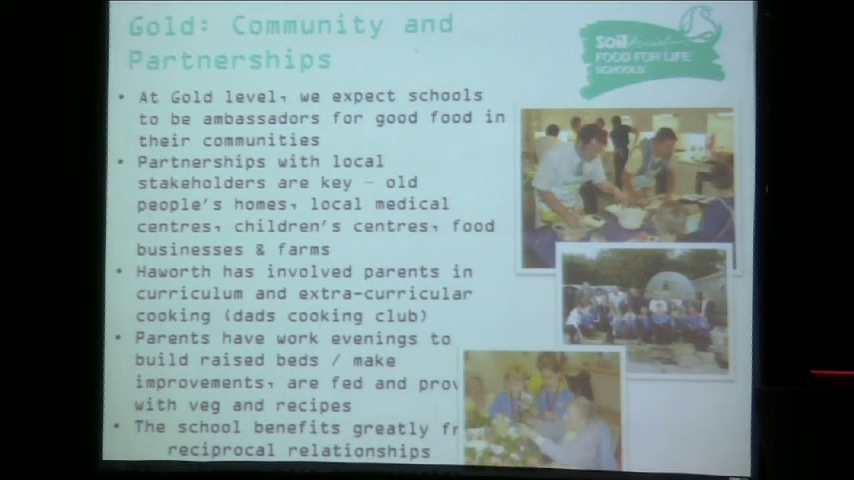 Gold: Community and
Partnerships
soil
FOOD FOR LIFE
SCHOOLS
• At Gold level, we expect schools
to be ambassadors for good food in
their communities
• Partnerships with local
stakeholders are key - old
people's homes, local medical
centres, children's centres, food
businesses & farms
• Haworth has involved parents in
curriculum and extra-curricular
cooking (dads cooking club)
• Parents have work evenings to
build raised beds / make
improvements, are fed and prov
with veg and recipes
• The school benefits greatly fr
reciprocal relationships